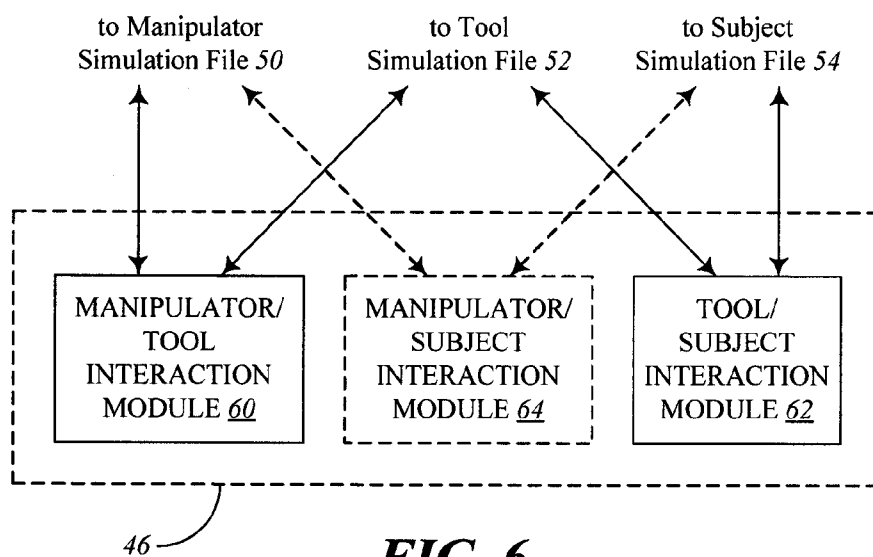 to Manipulator
Simulation File 50
to Tool
Simulation File 52
to Subject
Simulation File 54
MANIPULATOR/
TOOL
INTERACTION
MODULE 60
MANIPULATOR/
SUBJECT
INTERACTION
MODULE 64
TOOL/
SUBJECT
INTERACTION
MODULE 62
46
FIG. 6